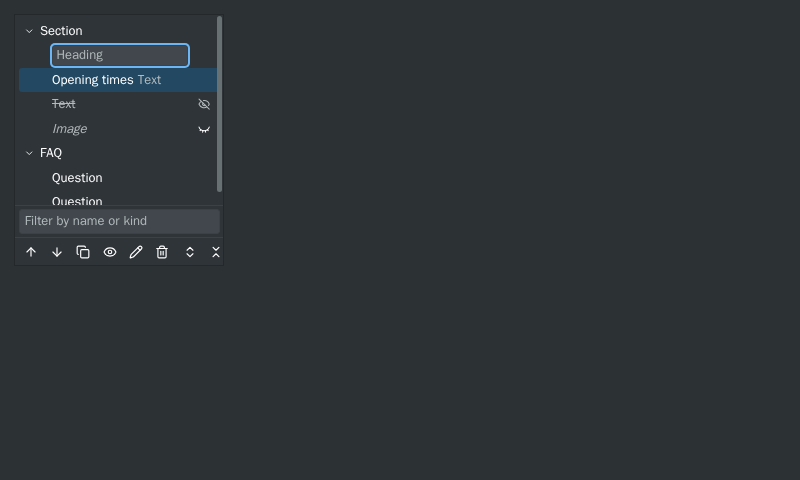 Section
Heading
Opening times Text
Text
Image
FAQ
Question
Question
Filter by name or kind